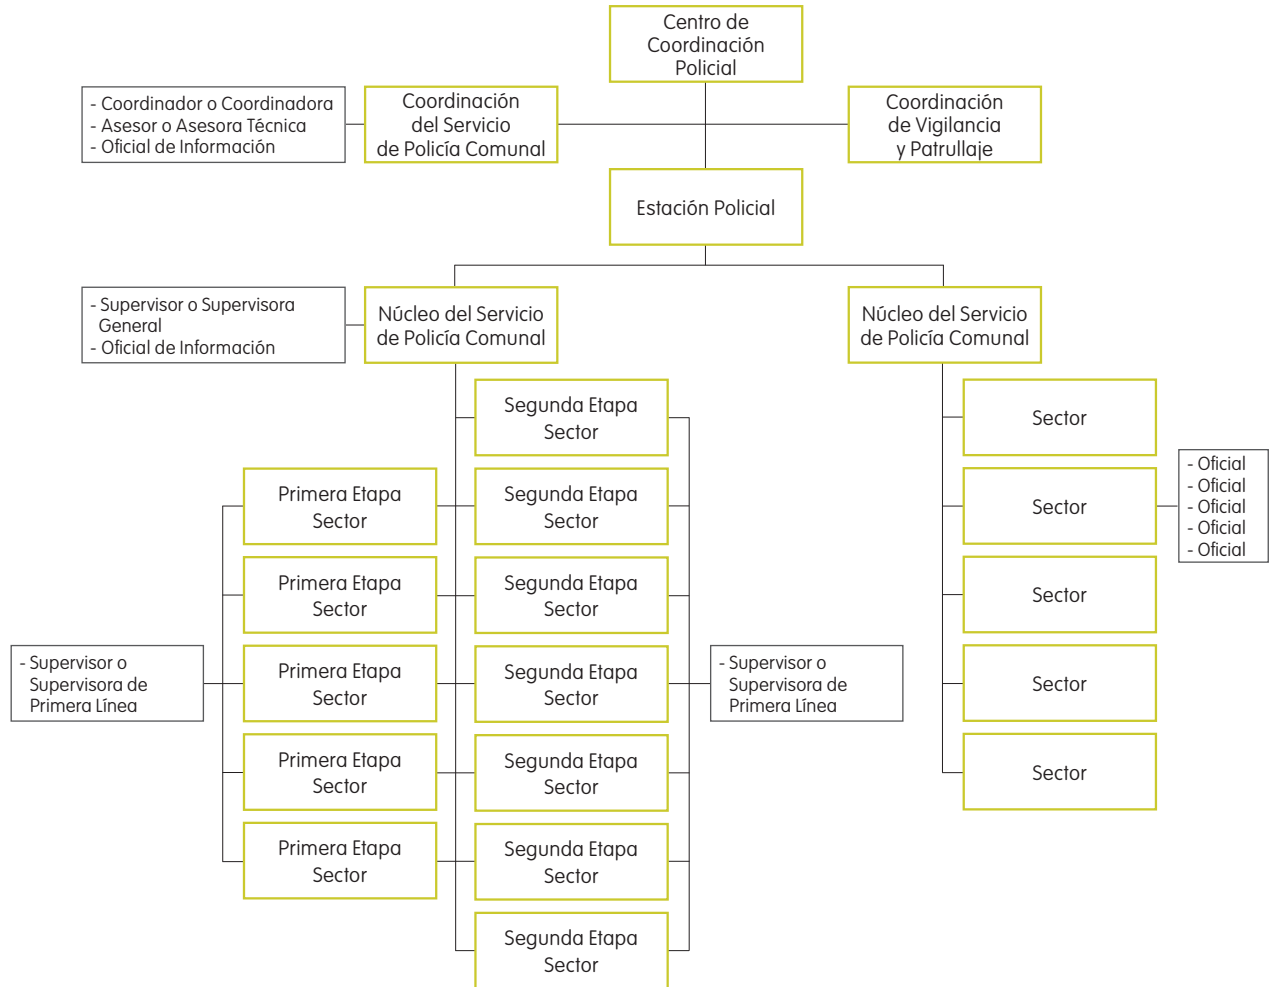 Centro de
Coordinación
Policial
- Coordinador o Coordinadora
- Asesor o Asesora Técnica
- Oficial de Información
Coordinación
del Servicio
de Policía Comunal
Coordinación
de Vigilancia
y Patrullaje
Estación Policial
- Supervisor o Supervisora
General
- Oficial de Información
Núcleo del Servicio
de Policía Comunal
Núcleo del Servicio
de Policía Comunal
Segunda Etapa
Sector
Sector
Primera Etapa
Sector
Segunda Etapa
Sector
Sector
- Oficial
- Oficial
- Oficial
- Oficial
- Oficial
Primera Etapa
Sector
Segunda Etapa
Sector
Sector
- Supervisor o
Supervisora de
Primera Línea
Primera Etapa
Sector
Segunda Etapa
Sector
- Supervisor o
Supervisora de
Primera Línea
Sector
Primera Etapa
Sector
Segunda Etapa
Sector
Sector
Primera Etapa
Sector
Segunda Etapa
Sector
Segunda Etapa
Sector